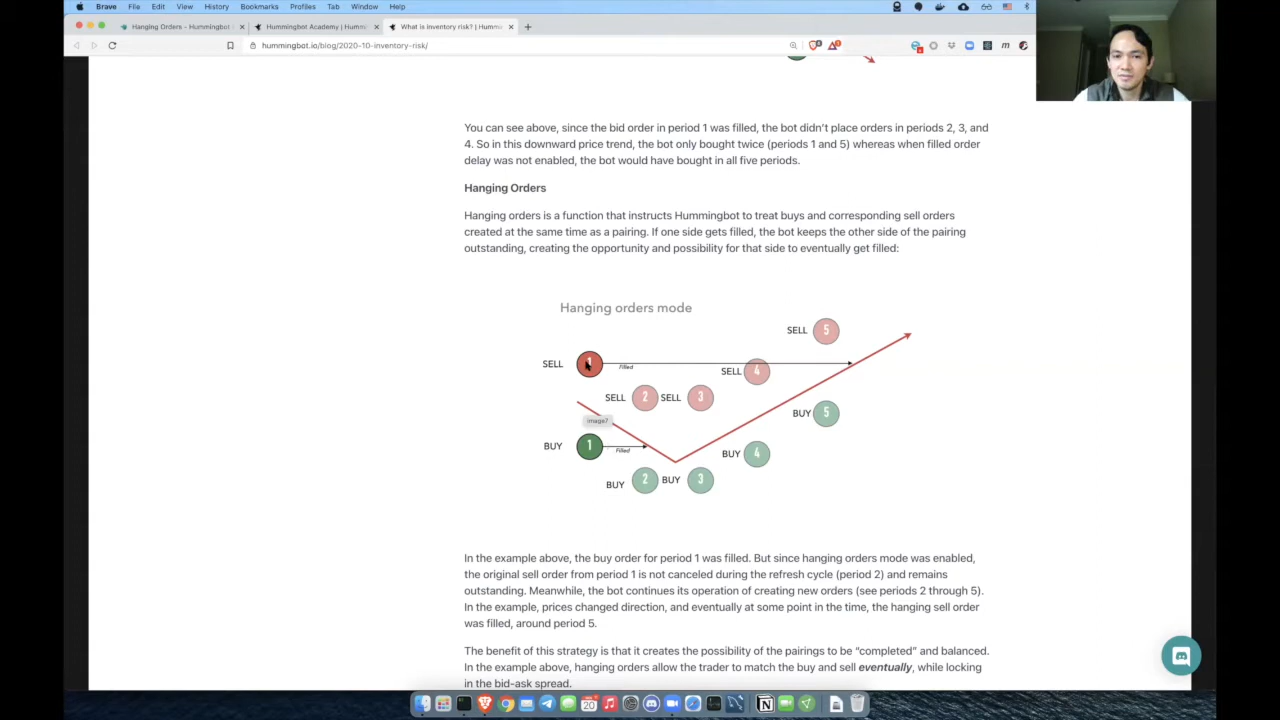 Brave File Edit View History Bookmarks Profiles Tab Window Help
Hanging Orders - Hummingbot
Hummingbot Academy | Hummi
What is inventory risk? | Hummi
hummingbot.io/blog/2020-10-inventory-risk/
You can see above, since the bid order in period 1 was filled, the bot didn't place orders in periods 2, 3, and
4. So in this downward price trend, the bot only bought twice (periods 1 and 5) whereas when filled order
delay was not enabled, the bot would have bought in all five periods.
Hanging Orders
Hanging orders is a function that instructs Hummingbot to treat buys and corresponding sell orders
created at the same time as a pairing. If one side gets filled, the bot keeps the other side of the pairing
outstanding, creating the opportunity and possibility for that side to eventually get filled:
Hanging orders mode
SELL 5
SELL 1 Filled
SELL 4
SELL 2 SELL 3
image7
BUY 5
BUY 1 Filled
BUY 4
BUY 2 BUY 3
In the example above, the buy order for period 1 was filled. But since hanging orders mode was enabled,
the original sell order from period 1 is not canceled during the refresh cycle (period 2) and remains
outstanding. Meanwhile, the bot continues its operation of creating new orders (see periods 2 through 5).
In the example, prices changed direction, and eventually at some point in the time, the hanging sell order
was filled, around period 5.
The benefit of this strategy is that it creates the possibility of the pairings to be “completed” and balanced.
In the example above, hanging orders allow the trader to match the buy and sell eventually, while locking
in the bid-ask spread.
20